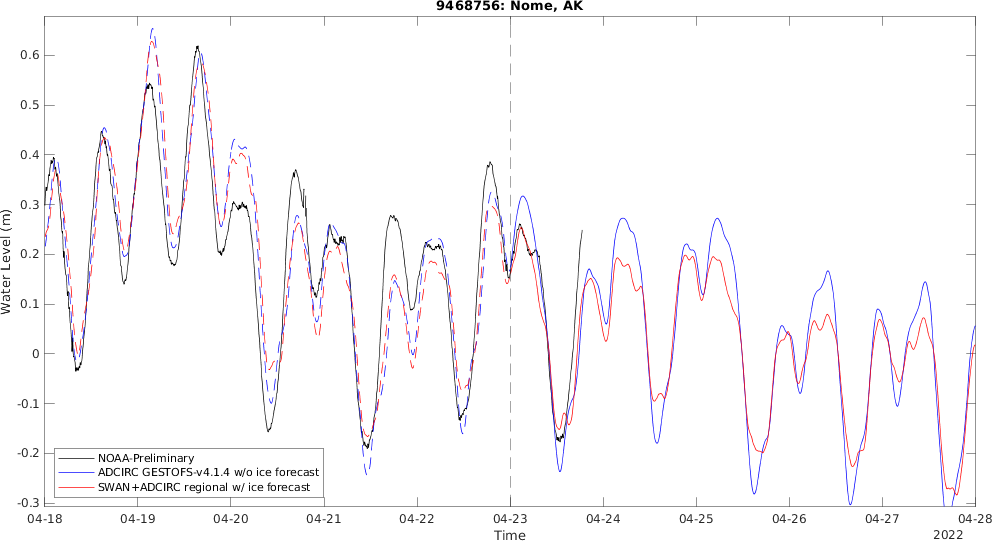 9468756: Nome, AK
Water Level (m)
0.6
0.5
0.4
0.3
0.2
0.1
0
-0.1
-0.2
-0.3
NOAA-Preliminary
ADCIRC GESTOFS-v4.1.4 w/o ice forecast
SWAN+ADCIRC regional w/ ice forecast
04-18 04-19 04-20 04-21 04-22 04-23 04-24 04-25 04-26 04-27 04-28
Time
2022